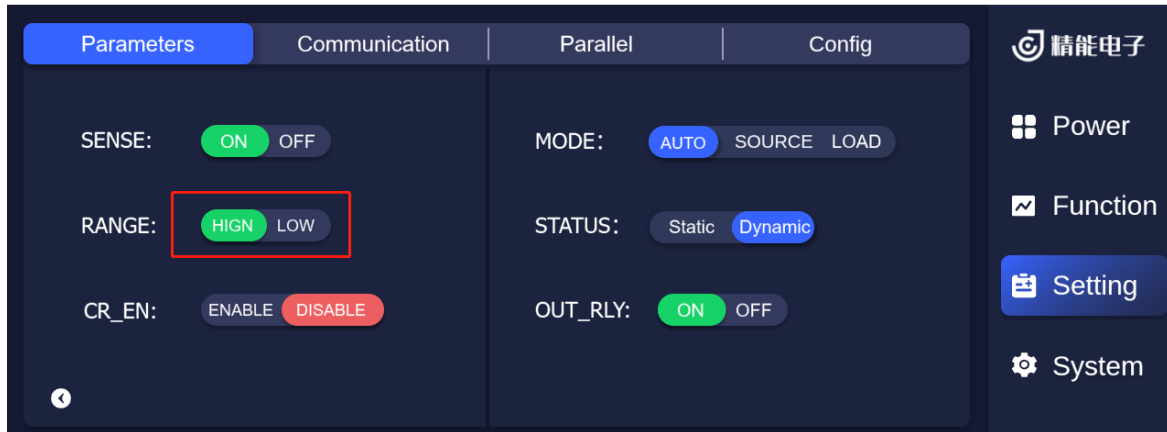 Parameters Communication Parallel Config
SENSE: ON OFF
RANGE: HIGN LOW
CR_EN: ENABLE DISABLE
MODE: AUTO SOURCE LOAD
STATUS: Static Dynamic
OUT_RLY: ON OFF
精能电子
Power
Function
Setting
System